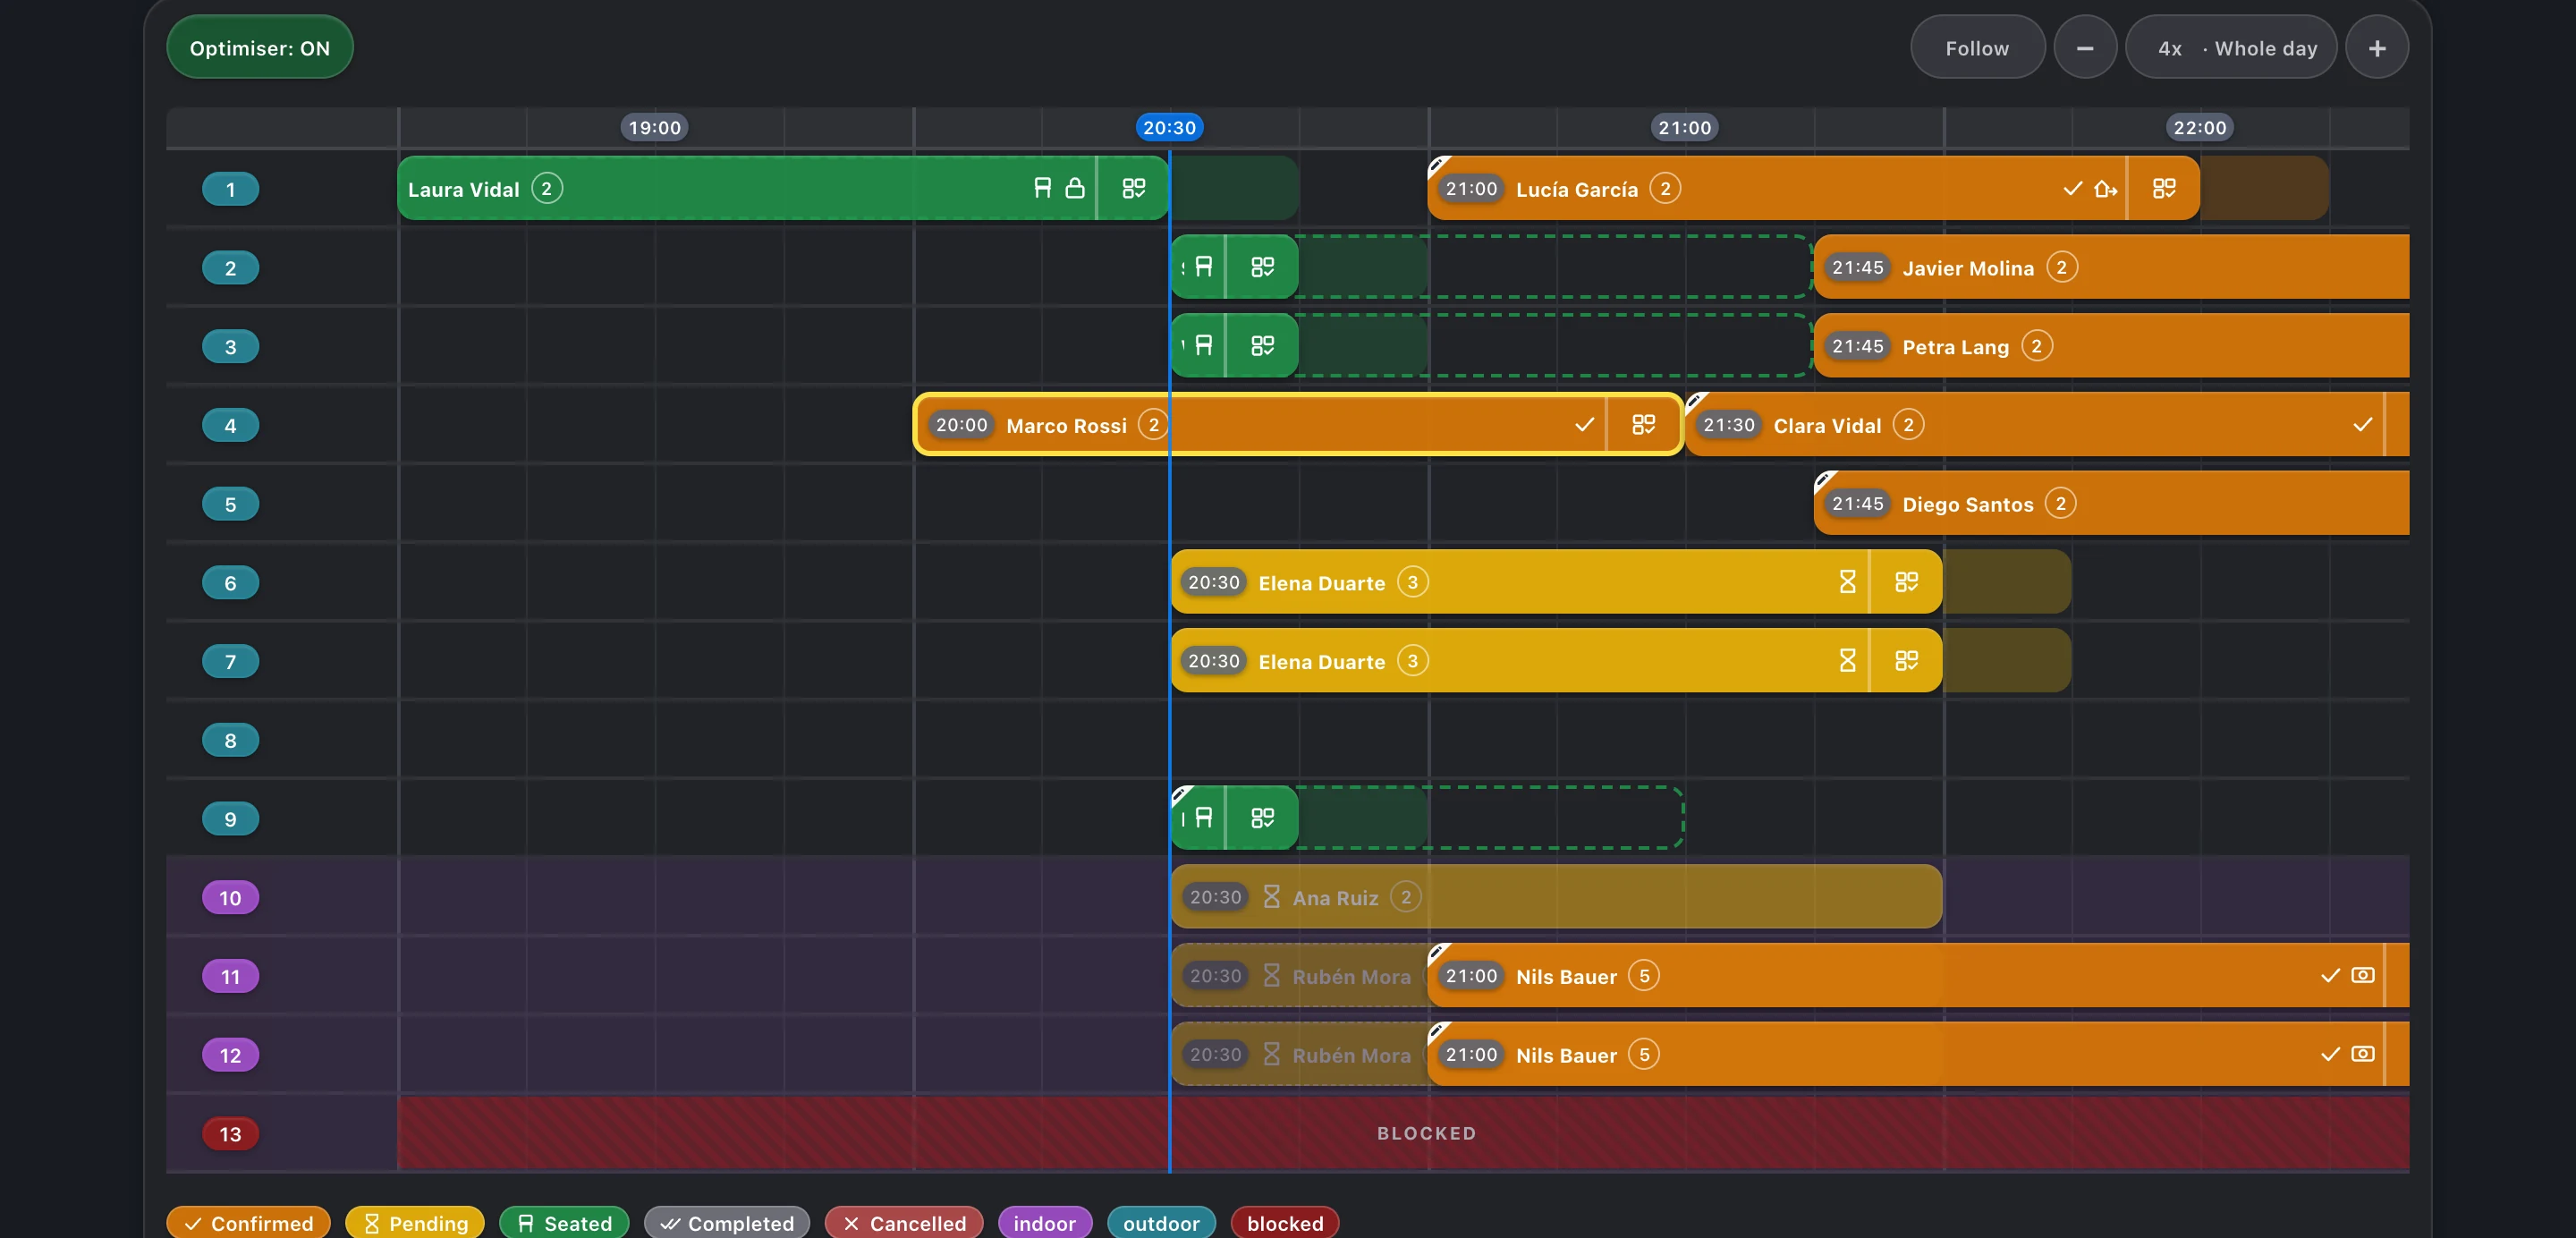 Optimiser: ON
Follow − 4x · Whole day +
19:00 20:30 21:00 22:00
1 Laura Vidal 2 21:00 Lucía García 2
2 21:45 Javier Molina 2
3 21:45 Petra Lang 2
4 20:00 Marco Rossi 2 21:30 Clara Vidal 2
5 21:45 Diego Santos 2
6 20:30 Elena Duarte 3
7 20:30 Elena Duarte 3
8
9
10 20:30 Ana Ruiz 2
11 20:30 Rubén Mora 21:00 Nils Bauer 5
12 20:30 Rubén Mora 21:00 Nils Bauer 5
13 BLOCKED
Confirmed Pending Seated Completed Cancelled indoor outdoor blocked